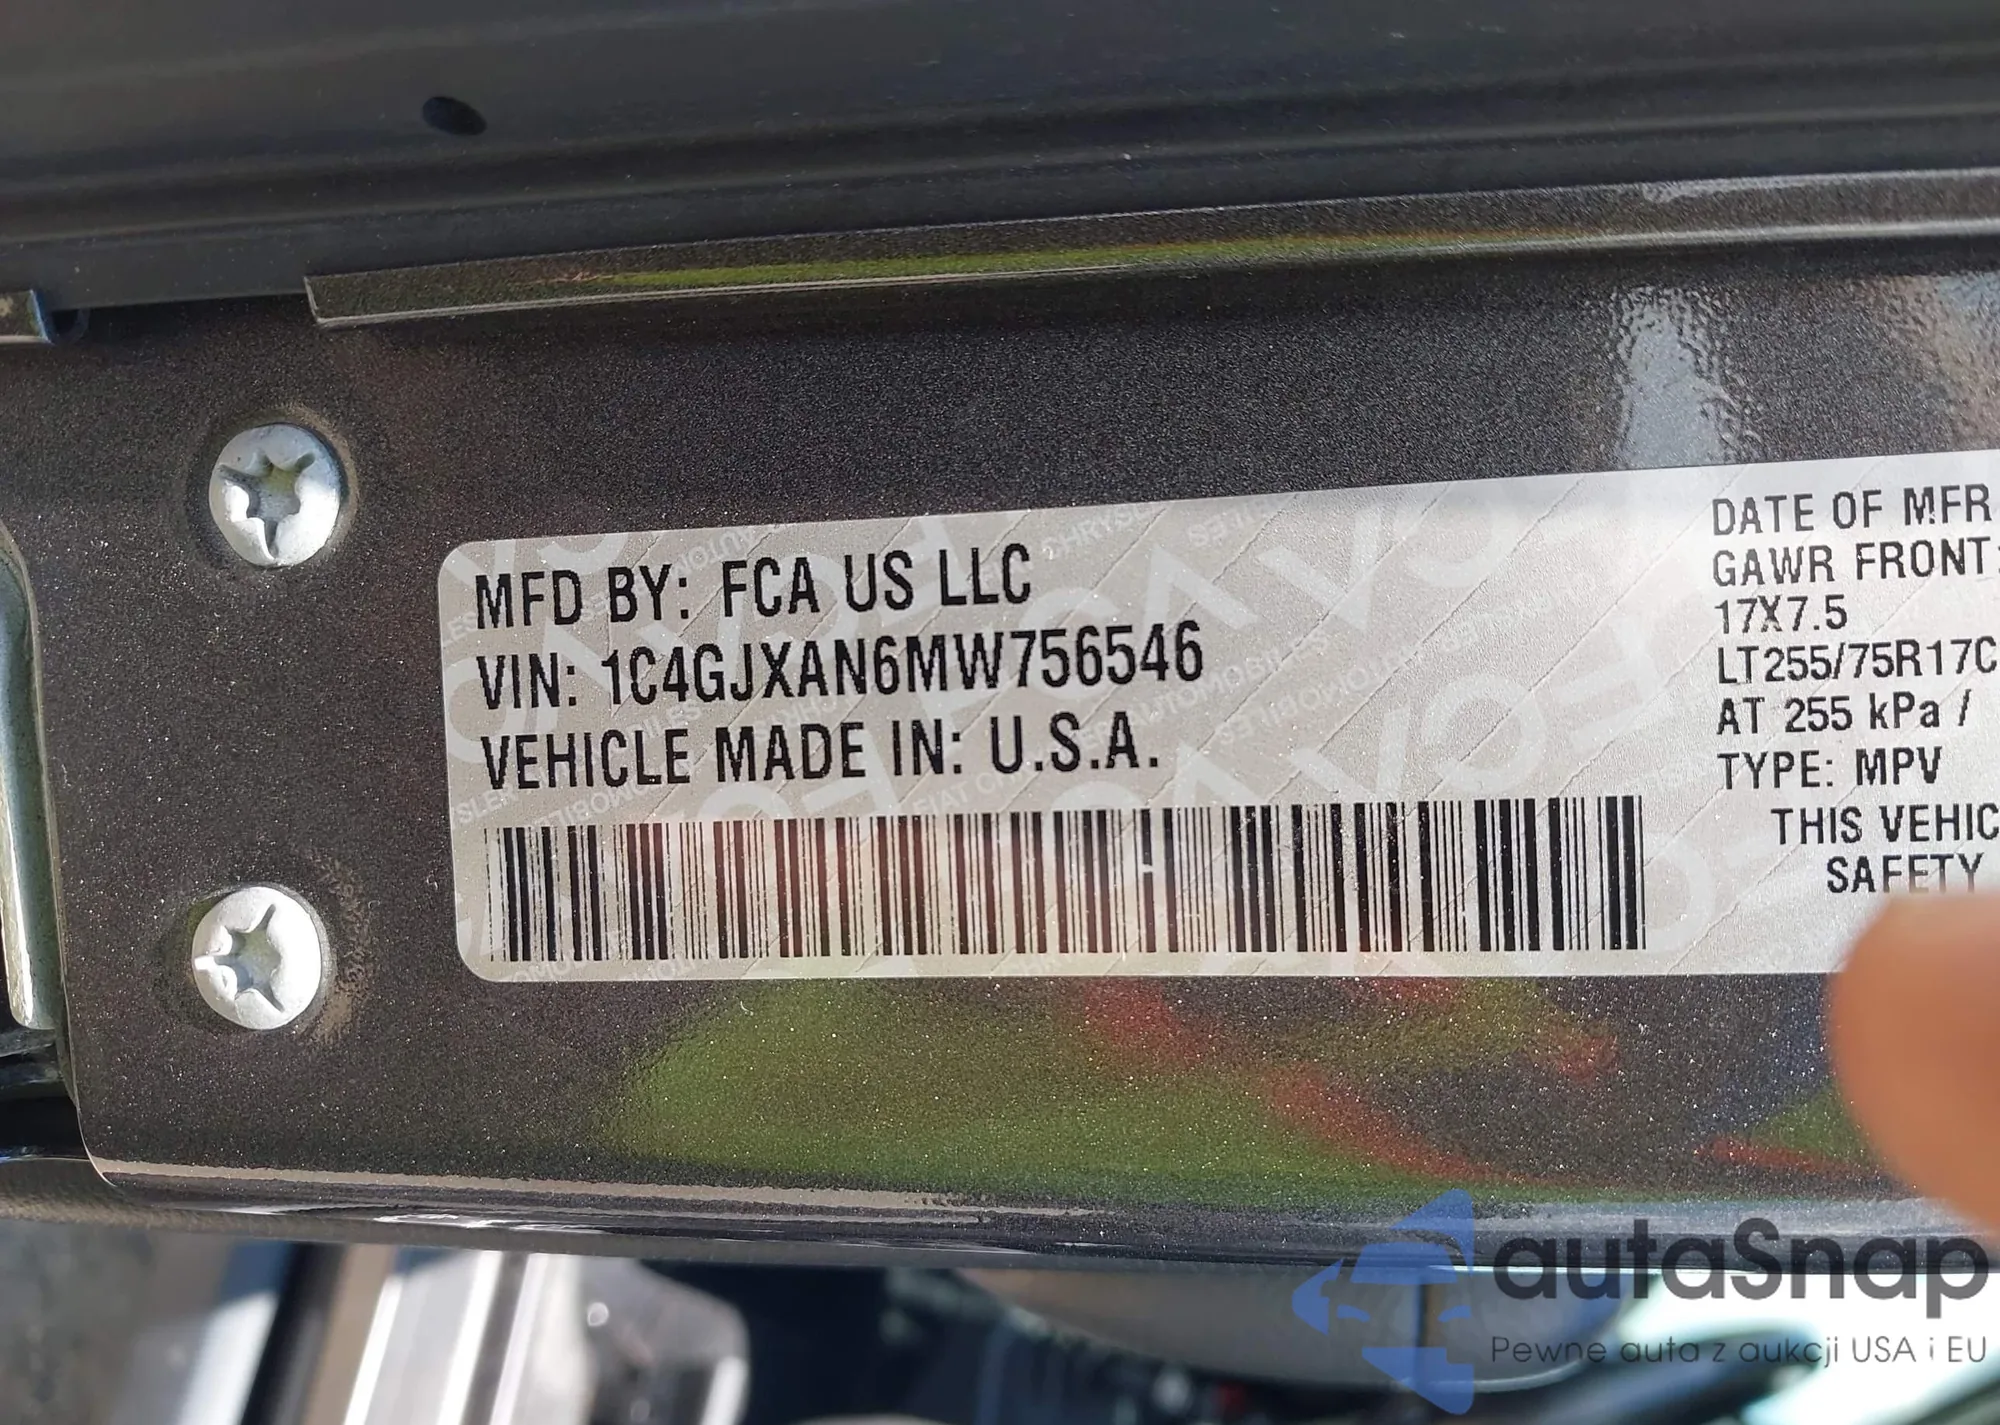 MFD BY: FCA US LLC
VIN: 1C4GJXAN6MW756546
VEHICLE MADE IN: U.S.A.
DATE OF MFR
GAWR FRONT:
17X7.5
LT255/75R17C
AT 255 kPa /
TYPE: MPV
THIS VEHIC
SAFETY
autaSnap
Pewne auta z aukcji USA i EU